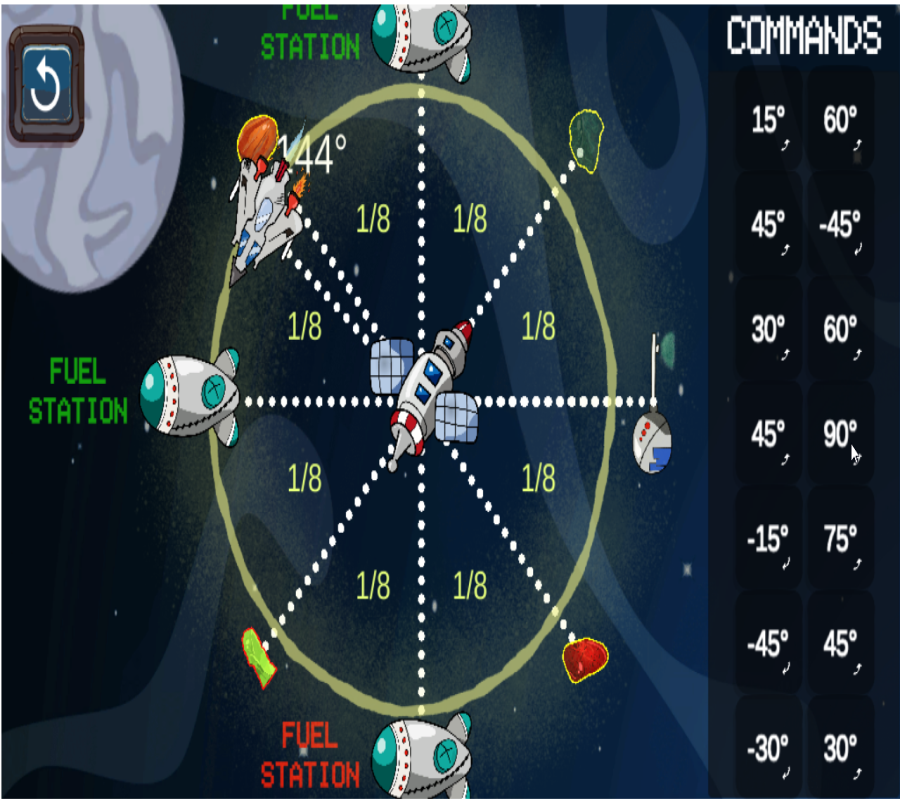 FUEL
STATION
COMMANDS
144°
15° 60°
1/8 1/8
45° -45°
1/8 1/8
30° 60°
FUEL
STATION
45° 90°
1/8 1/8
-15° 75°
1/8 1/8
-45° 45°
FUEL
STATION
-30° 30°